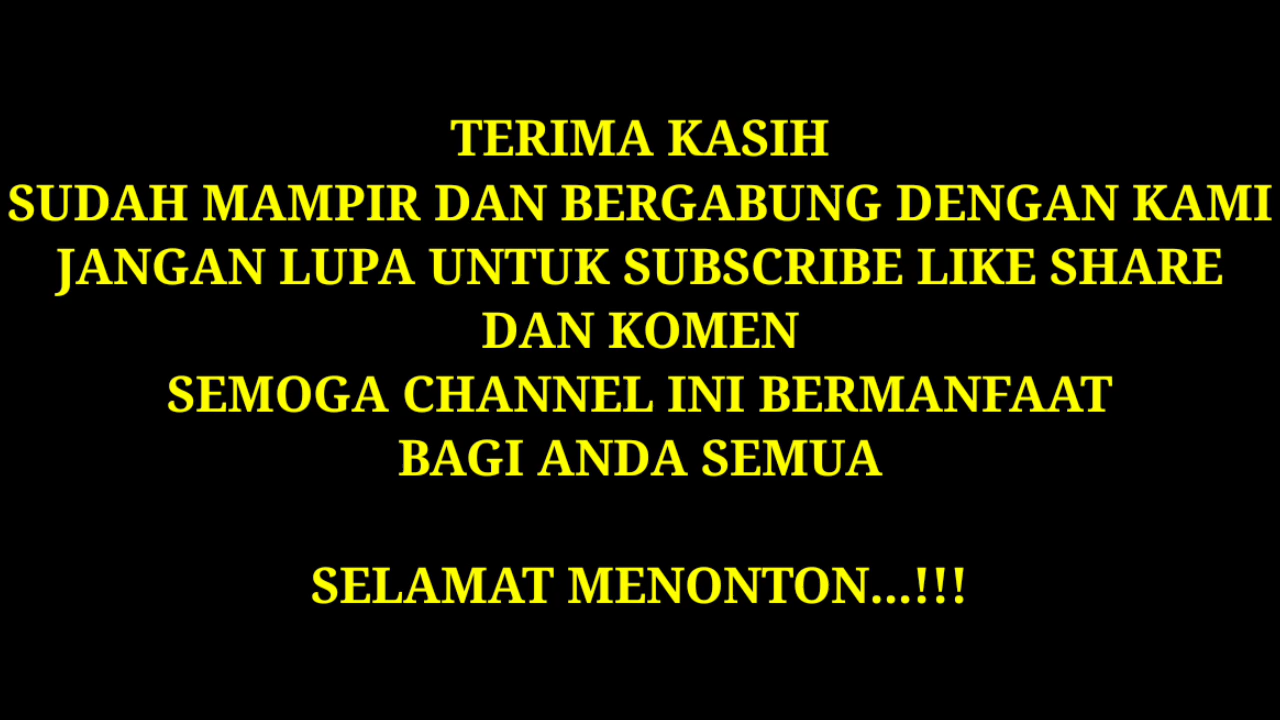 TERIMA KASIH
SUDAH MAMPIR DAN BERGABUNG DENGAN KAMI
JANGAN LUPA UNTUK SUBSCRIBE LIKE SHARE
DAN KOMEN
SEMOGA CHANNEL INI BERMANFAAT
BAGI ANDA SEMUA
SELAMAT MENONTON...!!!